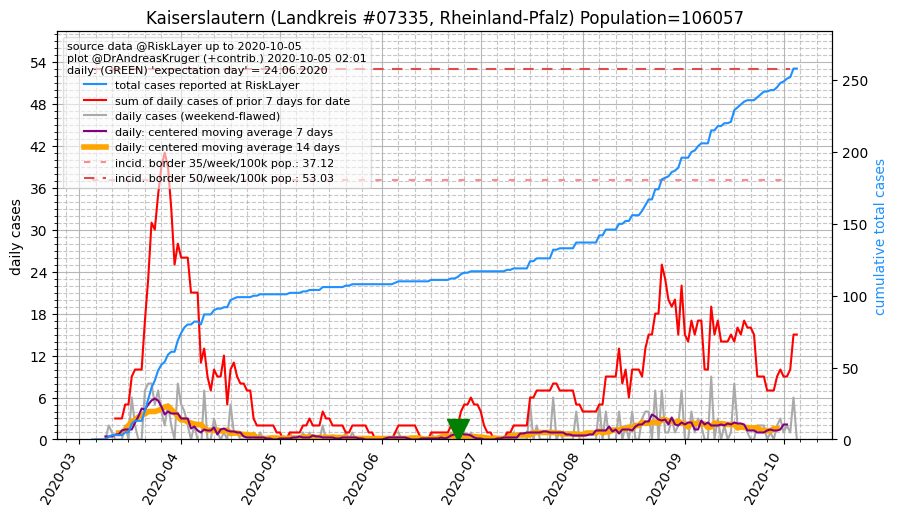 Kaiserslautern (Landkreis #07335, Rheinland-Pfalz) Population=106057
source data @RiskLayer up to 2020-10-05
plot @DrAndreasKruger (+contrib.) 2020-10-05 02:01
daily: (GREEN) 'expectation day' = 24.06.2020
total cases reported at RiskLayer
sum of daily cases of prior 7 days for date
daily cases (weekend-flawed)
daily: centered moving average 7 days
daily: centered moving average 14 days
incid. border 35/week/100k pop.: 37.12
incid. border 50/week/100k pop.: 53.03
daily cases
54
48
42
36
30
24
18
12
6
0
cumulative total cases
250
200
150
100
50
0
2020-03
2020-04
2020-05
2020-06
2020-07
2020-08
2020-09
2020-10